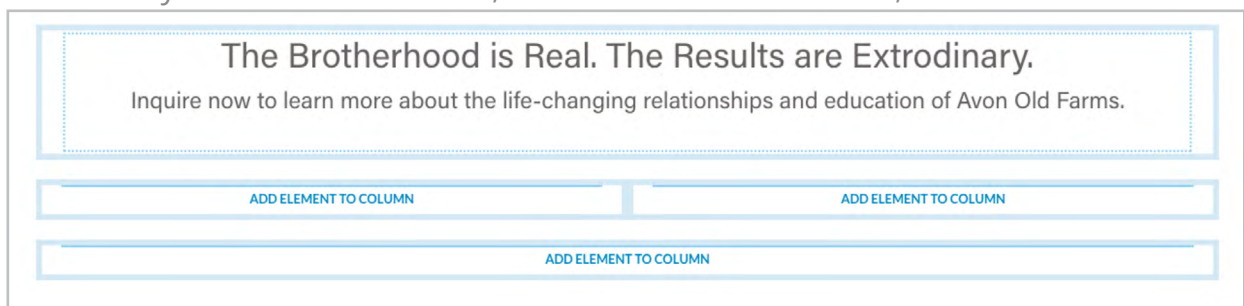 The Brotherhood is Real. The Results are Extrodinary.
Inquire now to learn more about the life-changing relationships and education of Avon Old Farms.
ADD ELEMENT TO COLUMN ADD ELEMENT TO COLUMN
ADD ELEMENT TO COLUMN